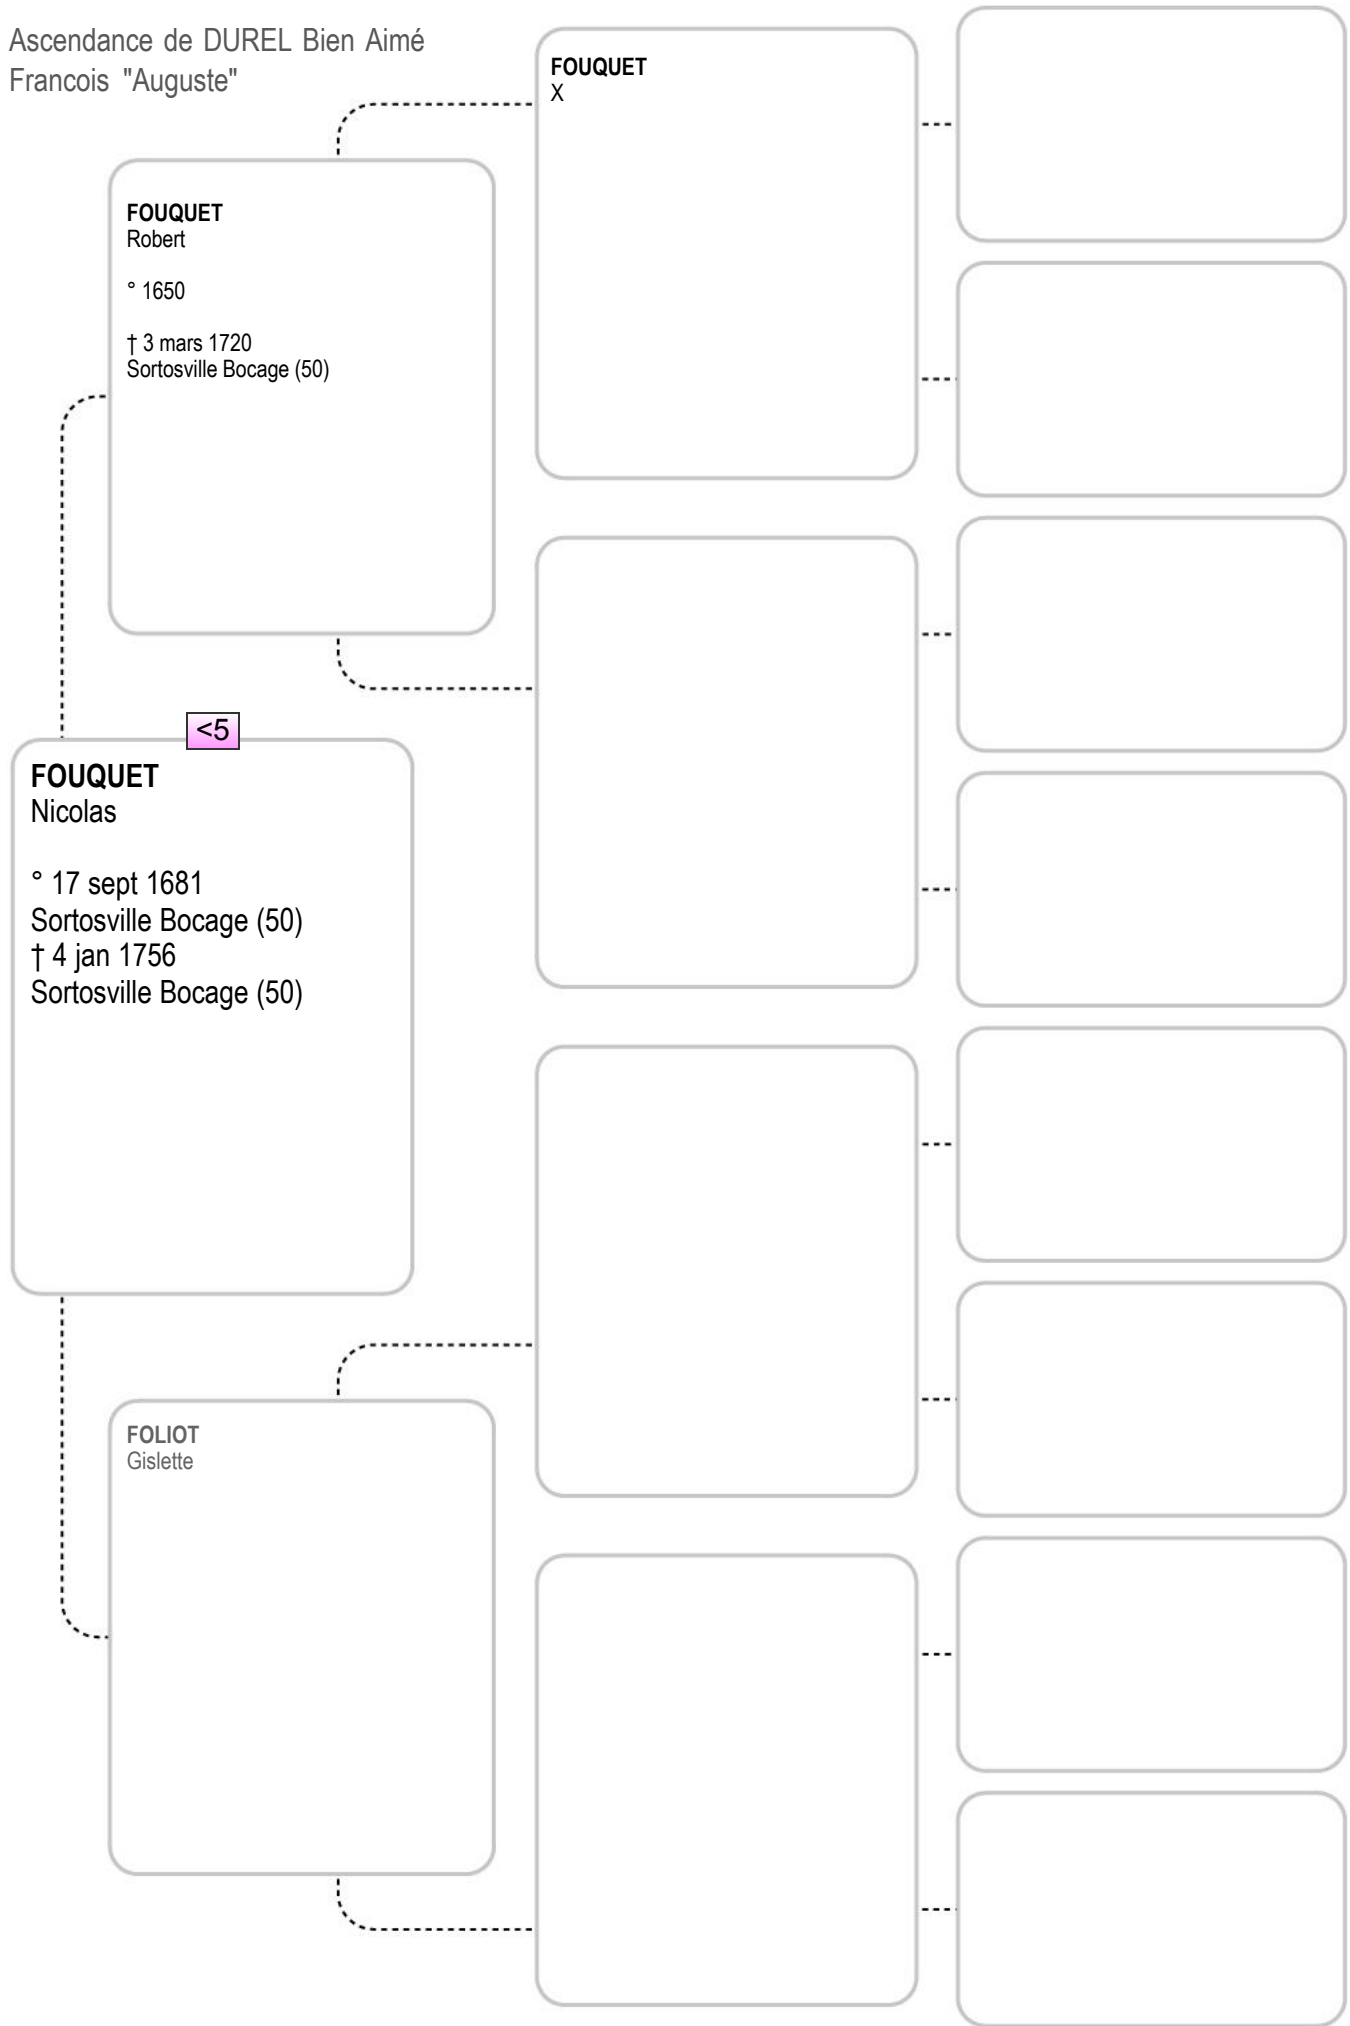 Ascendance de DUREL Bien Aimé
Francois "Auguste"
FOUQUET
X
FOUQUET
Robert
° 1650
† 3 mars 1720
Sortosville Bocage (50)
<5
FOUQUET
Nicolas
° 17 sept 1681
Sortosville Bocage (50)
† 4 jan 1756
Sortosville Bocage (50)
FOLIOT
Gislette